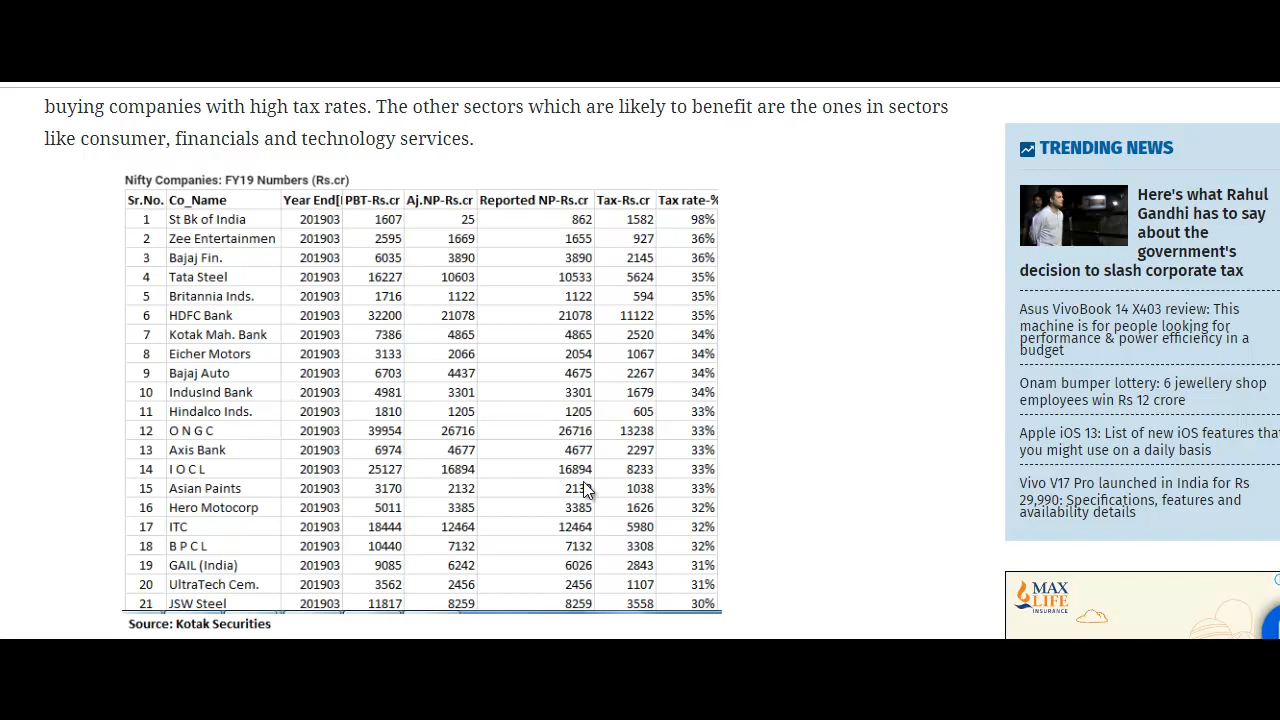 buying companies with high tax rates. The other sectors which are likely to benefit are the ones in sectors
like consumer, financials and technology services.
Nifty Companies: FY19 Numbers (Rs.cr)
Sr.No. Co_Name Year End[ PBT-Rs.cr Aj.NP-Rs.cr Reported NP-Rs.cr Tax-Rs.cr Tax rate-%
1 St Bk of India 201903 1607 25 862 1582 98%
2 Zee Entertainmen 201903 2595 1669 1655 927 36%
3 Bajaj Fin. 201903 6035 3890 3890 2145 36%
4 Tata Steel 201903 16227 10603 10533 5624 35%
5 Britannia Inds. 201903 1716 1122 1122 594 35%
6 HDFC Bank 201903 32200 21078 21078 11122 35%
7 Kotak Mah. Bank 201903 7386 4865 4865 2520 34%
8 Eicher Motors 201903 3133 2066 2054 1067 34%
9 Bajaj Auto 201903 6703 4437 4675 2267 34%
10 IndusInd Bank 201903 4981 3301 3301 1679 34%
11 Hindalco Inds. 201903 1810 1205 1205 605 33%
12 O N G C 201903 39954 26716 26716 13238 33%
13 Axis Bank 201903 6974 4677 4677 2297 33%
14 I O C L 201903 25127 16894 16894 8233 33%
15 Asian Paints 201903 3170 2132 1038 33%
16 Hero Motocorp 201903 5011 3385 3385 1626 32%
17 ITC 201903 18444 12464 12464 5980 32%
18 B P C L 201903 10440 7132 7132 3308 32%
19 GAIL (India) 201903 9085 6242 6026 2843 31%
20 UltraTech Cem. 201903 3562 2456 2456 1107 31%
21 JSW Steel 201903 11817 8259 8259 3558 30%
Source: Kotak Securities
TRENDING NEWS
Here's what Rahul
Gandhi has to say
about the
government's
decision to slash corporate tax
Asus VivoBook 14 X403 review: This
machine is for people looking for
performance & power efficiency in a
budget
Onam bumper lottery: 6 jewellery shop
employees win Rs 12 crore
Apple iOS 13: List of new iOS features that
you might use on a daily basis
Vivo V17 Pro launched in India for Rs
29,990: Specifications, features and
availability details
MAX
LIFE
INSURANCE